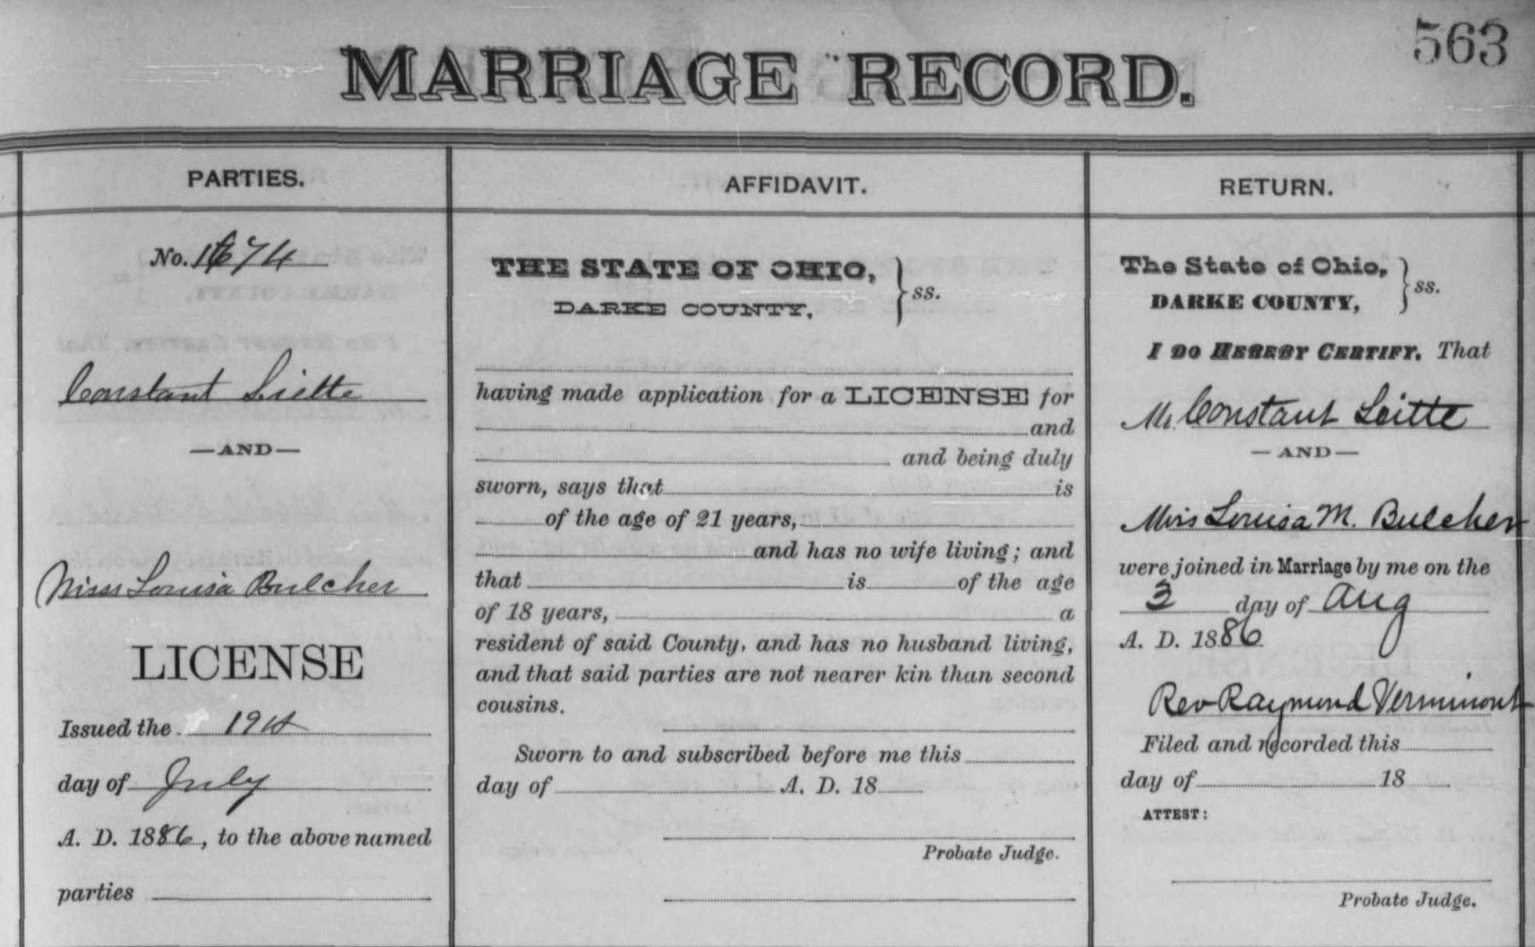 563
MARRIAGE RECORD.
PARTIES.
No. 1674
Constant Liette
—AND—
Miss Louisa Bulcher
LICENSE
Issued the
day of July
A. D. 1886, to the above named
parties
AFFIDAVIT.
THE STATE OF OHIO,
DARKE COUNTY, } ss.
having made application for a LICENSE for
and
and being duly
sworn, says that is
of the age of 21 years,
and has no wife living; and
that is of the age
of 18 years, a
resident of said County, and has no husband living,
and that said parties are not nearer kin than second
cousins.
Sworn to and subscribed before me this
day of A. D. 18
Probate Judge.
RETURN.
The State of Ohio,
DARKE COUNTY, } ss.
I DO HEREBY CERTIFY, That
Mr Constant Leitte
— AND —
Miss Louisa M. Bulcher
were joined in Marriage by me on the
3 day of Aug
A. D. 1886
Rev Raymond Vermimont
Filed and recorded this
day of 18
ATTEST:
Probate Judge.